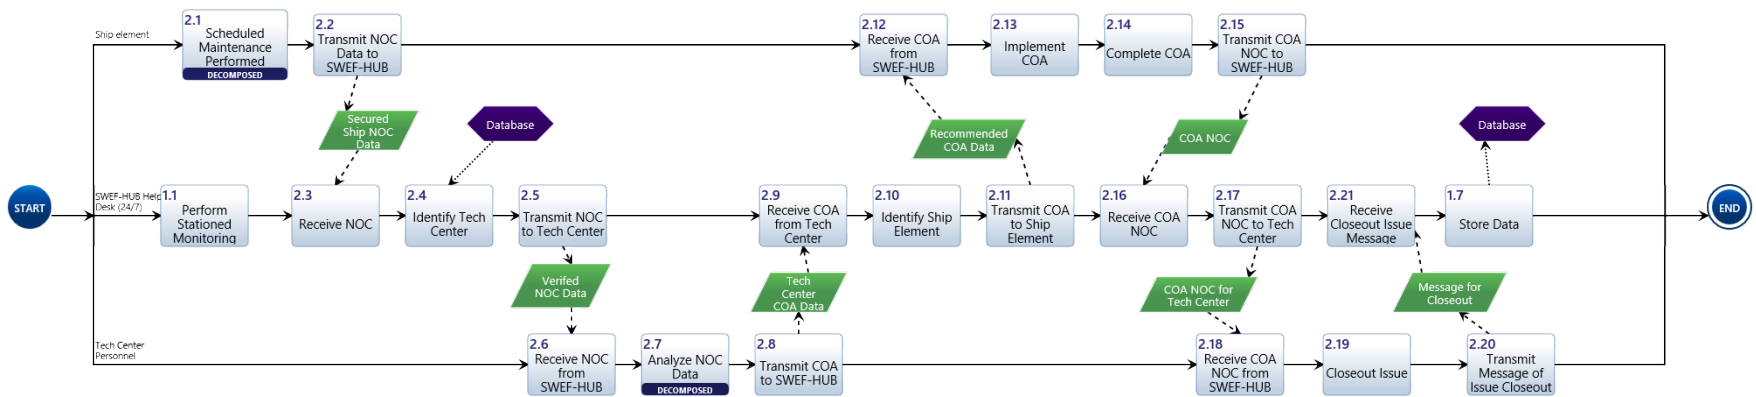 Ship element
2.1
Scheduled
Maintenance
Performed
DECOMPOSED
2.2
Transmit NOC
Data to
SWEF-HUB
2.12
Receive COA
from
SWEF-HUB
2.13
Implement
COA
2.14
Complete COA
2.15
Transmit COA
NOC to
SWEF-HUB
Secured
Ship NOC
Data
Database
Recommended
COA Data
COA NOC
Database
START
SWEF-HUB Help
Desk (24/7)
1.1
Perform
Stationed
Monitoring
2.3
Receive NOC
2.4
Identify Tech
Center
2.5
Transmit NOC
to Tech Center
2.9
Receive COA
from Tech
Center
2.10
Identify Ship
Element
2.11
Transmit COA
to Ship
Element
2.16
Receive COA
NOC
2.17
Transmit COA
NOC to Tech
Center
2.21
Receive
Closeout Issue
Message
1.7
Store Data
END
Verifed
NOC Data
Tech
Center
COA Data
COA NOC for
Tech Center
Message for
Closeout
Tech Center
Personnel
2.6
Receive NOC
from
SWEF-HUB
2.7
Analyze NOC
Data
DECOMPOSED
2.8
Transmit COA
to SWEF-HUB
2.18
Receive COA
NOC from
SWEF-HUB
2.19
Closeout Issue
2.20
Transmit
Message of
Issue Closeout